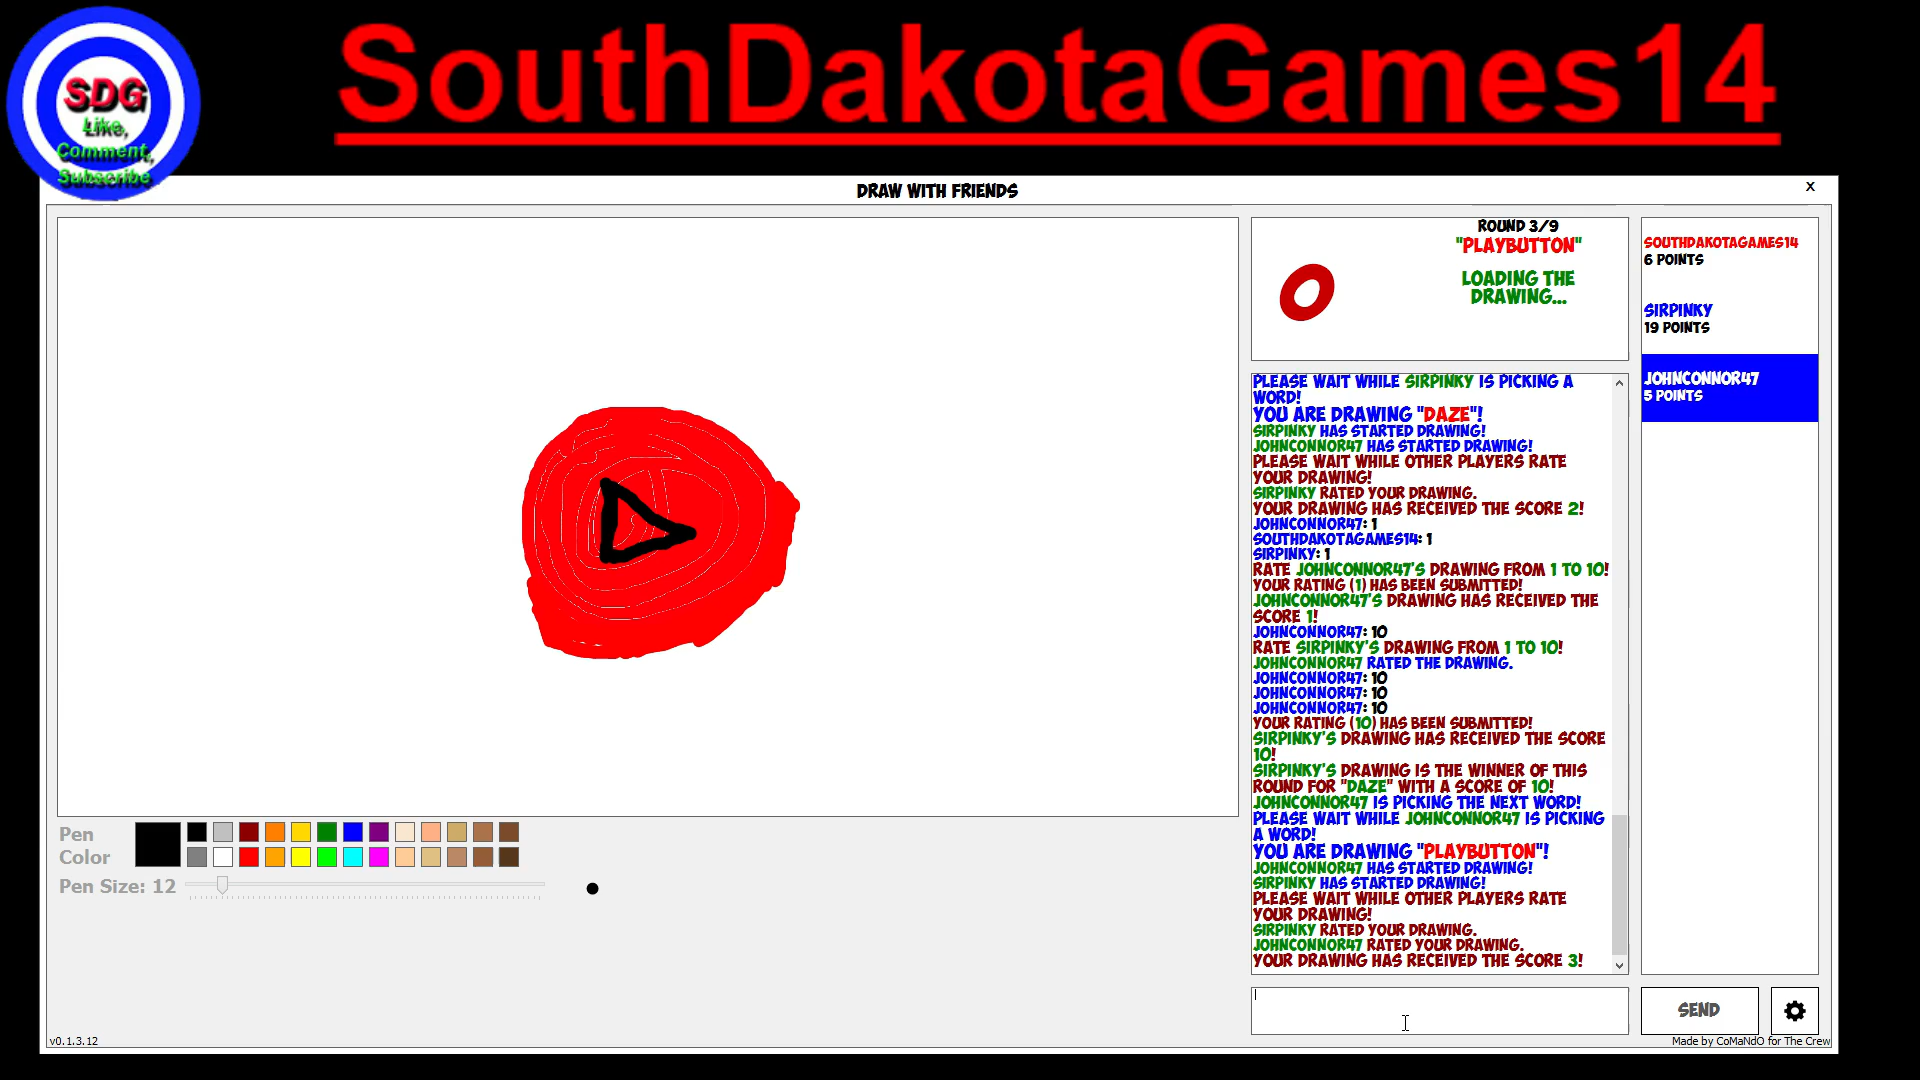 SouthDakotaGames14
SDG
Like,
Comment,
Subscribe
DRAW WITH FRIENDS
X
ROUND 3/9
"PLAYBUTTON"
LOADING THE
DRAWING...
SOUTHDAKOTAGAMES14
6 POINTS
SIRPINKY
19 POINTS
JOHNCONNOR47
5 POINTS
PLEASE WAIT WHILE SIRPINKY IS PICKING A
WORD!
YOU ARE DRAWING "DAZE"!
SIRPINKY HAS STARTED DRAWING!
JOHNCONNOR47 HAS STARTED DRAWING!
PLEASE WAIT WHILE OTHER PLAYERS RATE
YOUR DRAWING!
SIRPINKY RATED YOUR DRAWING.
YOUR DRAWING HAS RECEIVED THE SCORE 2!
JOHNCONNOR47: 1
SOUTHDAKOTAGAMES14: 1
SIRPINKY: 1
RATE JOHNCONNOR47'S DRAWING FROM 1 TO 10!
YOUR RATING (1) HAS BEEN SUBMITTED!
JOHNCONNOR47'S DRAWING HAS RECEIVED THE
SCORE 1!
JOHNCONNOR47: 10
RATE SIRPINKY'S DRAWING FROM 1 TO 10!
JOHNCONNOR47 RATED THE DRAWING.
JOHNCONNOR47: 10
JOHNCONNOR47: 10
JOHNCONNOR47: 10
YOUR RATING (10) HAS BEEN SUBMITTED!
SIRPINKY'S DRAWING HAS RECEIVED THE SCORE
10!
SIRPINKY'S DRAWING IS THE WINNER OF THIS
ROUND FOR "DAZE" WITH A SCORE OF 10!
JOHNCONNOR47 IS PICKING THE NEXT WORD!
PLEASE WAIT WHILE JOHNCONNOR47 IS PICKING
A WORD!
YOU ARE DRAWING "PLAYBUTTON"!
JOHNCONNOR47 HAS STARTED DRAWING!
SIRPINKY HAS STARTED DRAWING!
PLEASE WAIT WHILE OTHER PLAYERS RATE
YOUR DRAWING!
SIRPINKY RATED YOUR DRAWING.
JOHNCONNOR47 RATED YOUR DRAWING.
YOUR DRAWING HAS RECEIVED THE SCORE 3!
Pen
Color
Pen Size: 12
SEND
v0.1.3.12
Made by CoMaNdO for The Crew